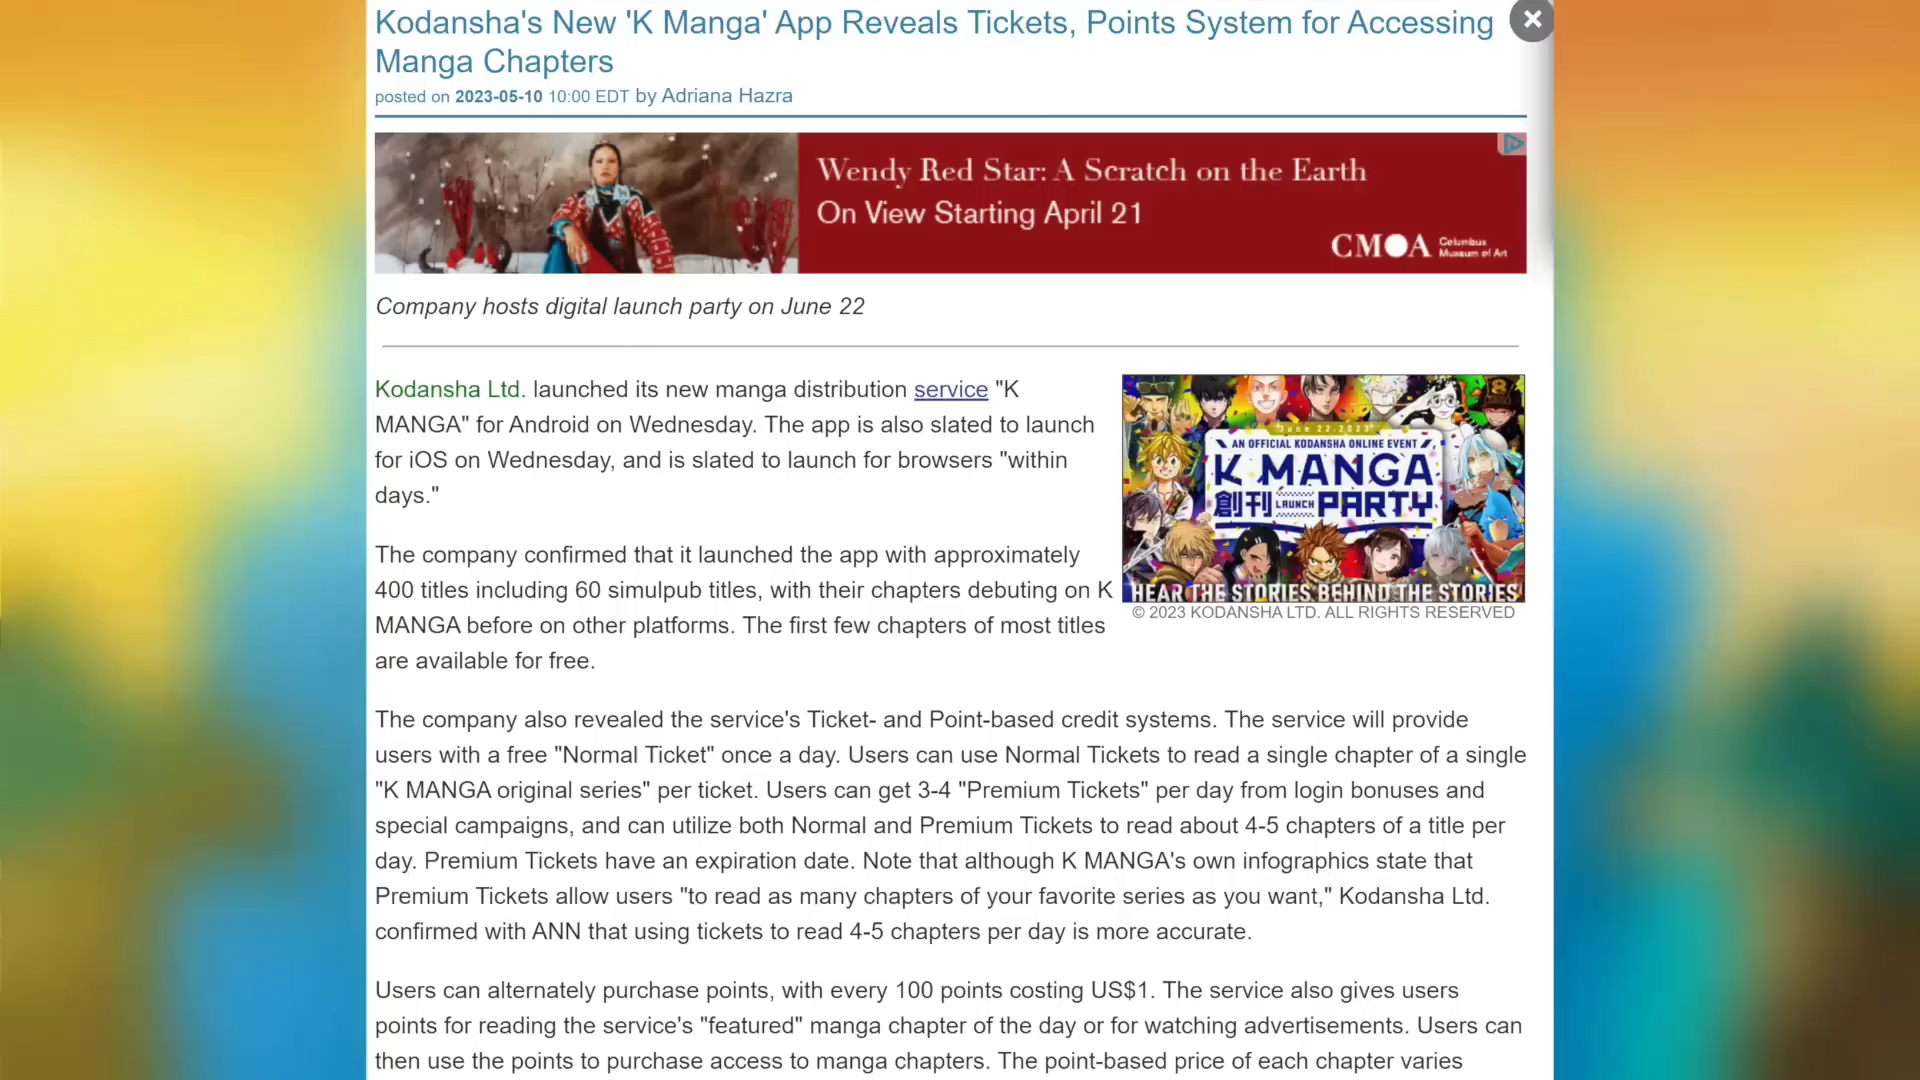 Kodansha's New 'K Manga' App Reveals Tickets, Points System for Accessing
Manga Chapters
posted on 2023-05-10 10:00 EDT by Adriana Hazra
Wendy Red Star: A Scratch on the Earth
On View Starting April 21
CMOA Columbus
Museum of Art
Company hosts digital launch party on June 22
Kodansha Ltd. launched its new manga distribution service "K
MANGA" for Android on Wednesday. The app is also slated to launch
for iOS on Wednesday, and is slated to launch for browsers "within
days."
The company confirmed that it launched the app with approximately
400 titles including 60 simulpub titles, with their chapters debuting on K
MANGA before on other platforms. The first few chapters of most titles
are available for free.
June 22.2023
AN OFFICIAL KODANSHA ONLINE EVENT
K MANGA
創刊 LAUNCH PARTY
HEAR THE STORIES BEHIND THE STORIES
© 2023 KODANSHA LTD. ALL RIGHTS RESERVED
The company also revealed the service's Ticket- and Point-based credit systems. The service will provide
users with a free "Normal Ticket" once a day. Users can use Normal Tickets to read a single chapter of a single
"K MANGA original series" per ticket. Users can get 3-4 "Premium Tickets" per day from login bonuses and
special campaigns, and can utilize both Normal and Premium Tickets to read about 4-5 chapters of a title per
day. Premium Tickets have an expiration date. Note that although K MANGA's own infographics state that
Premium Tickets allow users "to read as many chapters of your favorite series as you want," Kodansha Ltd.
confirmed with ANN that using tickets to read 4-5 chapters per day is more accurate.
Users can alternately purchase points, with every 100 points costing US$1. The service also gives users
points for reading the service's "featured" manga chapter of the day or for watching advertisements. Users can
then use the points to purchase access to manga chapters. The point-based price of each chapter varies